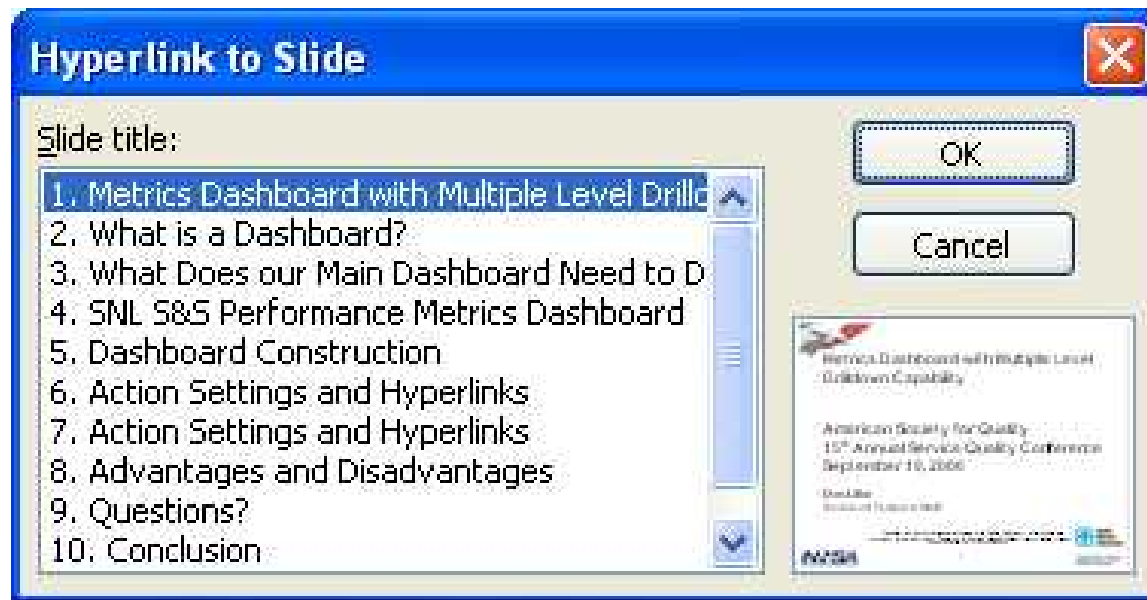 Hyperlink to Slide
Slide title:
1. Metrics Dashboard with Multiple Level Drilld
2. What is a Dashboard?
3. What Does our Main Dashboard Need to D
4. SNL S&S Performance Metrics Dashboard
5. Dashboard Construction
6. Action Settings and Hyperlinks
7. Action Settings and Hyperlinks
8. Advantages and Disadvantages
9. Questions?
10. Conclusion
OK
Cancel
Metrics Dashboard with Multiple Level
Drilldown Capability
American Society for Quality
15th Annual Service Quality Conference
September 19, 2006